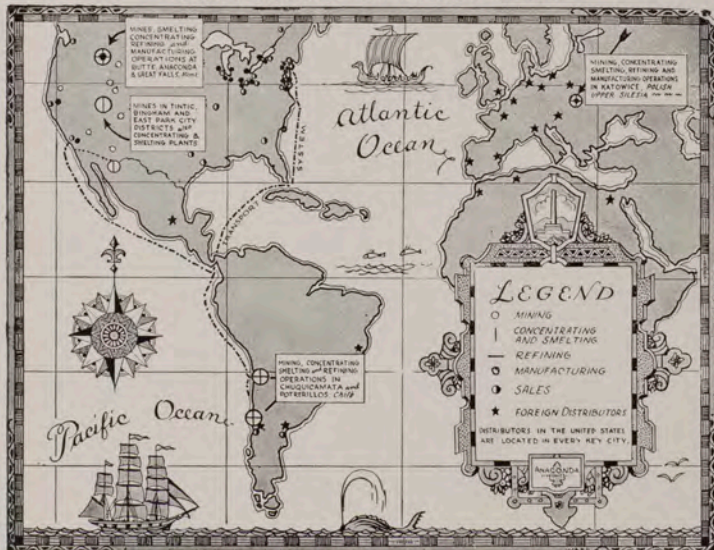 MINES, SMELTING
CONCENTRATING
REFINING and
MANUFACTURING
OPERATIONS AT
BUTTE, ANACONDA
& GREAT FALLS, Mont.
MINES IN TINTIC,
BINGHAM AND
EAST PARK CITY
DISTRICTS and
CONCENTRATING &
SMELTING PLANTS
Atlantic
Ocean
MINING, CONCENTRATING
SMELTING, REFINING AND
MANUFACTURING OPERATIONS
IN KATOWICE, POLISH
UPPER SILESIA
TRANSPORT SYSTEM
LEGEND
MINING
CONCENTRATING
AND SMELTING
REFINING
MANUFACTURING
SALES
FOREIGN DISTRIBUTORS
DISTRIBUTORS IN THE UNITED STATES
ARE LOCATED IN EVERY KEY CITY.
ANACONDA
MINING, CONCENTRATING
SMELTING and REFINING
OPERATIONS IN
CHUQUICAMATA and
POTRERILLOS Chile
Pacific Ocean